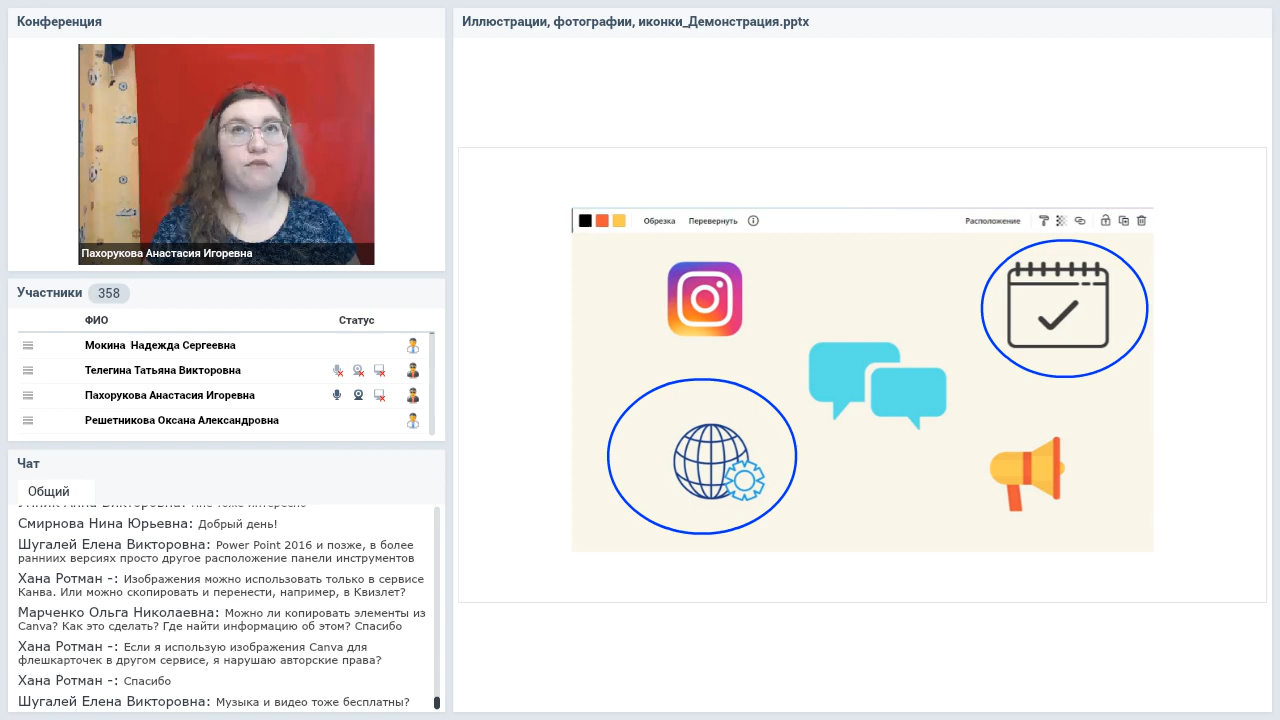 Конференция
Пахорукова Анастасия Игоревна
Участники 358
ФИО Статус
Мокина Надежда Сергеевна
Телегина Татьяна Викторовна
Пахорукова Анастасия Игоревна
Решетникова Оксана Александровна
Чат
Общий
Смирнова Нина Юрьевна: Добрый день!
Шугалей Елена Викторовна: Power Point 2016 и позже, в более
ранниих версиях просто другое расположение панели инструментов
Хана Ротман -: Изображения можно использовать только в сервисе
Канва. Или можно скопировать и перенести, например, в Квизлет?
Марченко Ольга Николаевна: Можно ли копировать элементы из
Canva? Как это сделать? Где найти информацию об этом? Спасибо
Хана Ротман -: Если я использую изображения Canva для
флешкарточек в другом сервисе, я нарушаю авторские права?
Хана Ротман -: Спасибо
Шугалей Елена Викторовна: Музыка и видео тоже бесплатны?
Иллюстрации, фотографии, иконки_Демонстрация.pptx
Обрезка Перевернуть Расположение